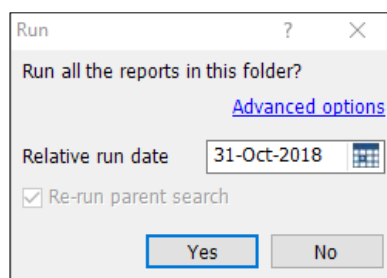 Run ?
Run all the reports in this folder?
Advanced options
Relative run date 31-Oct-2018
Re-run parent search
Yes No